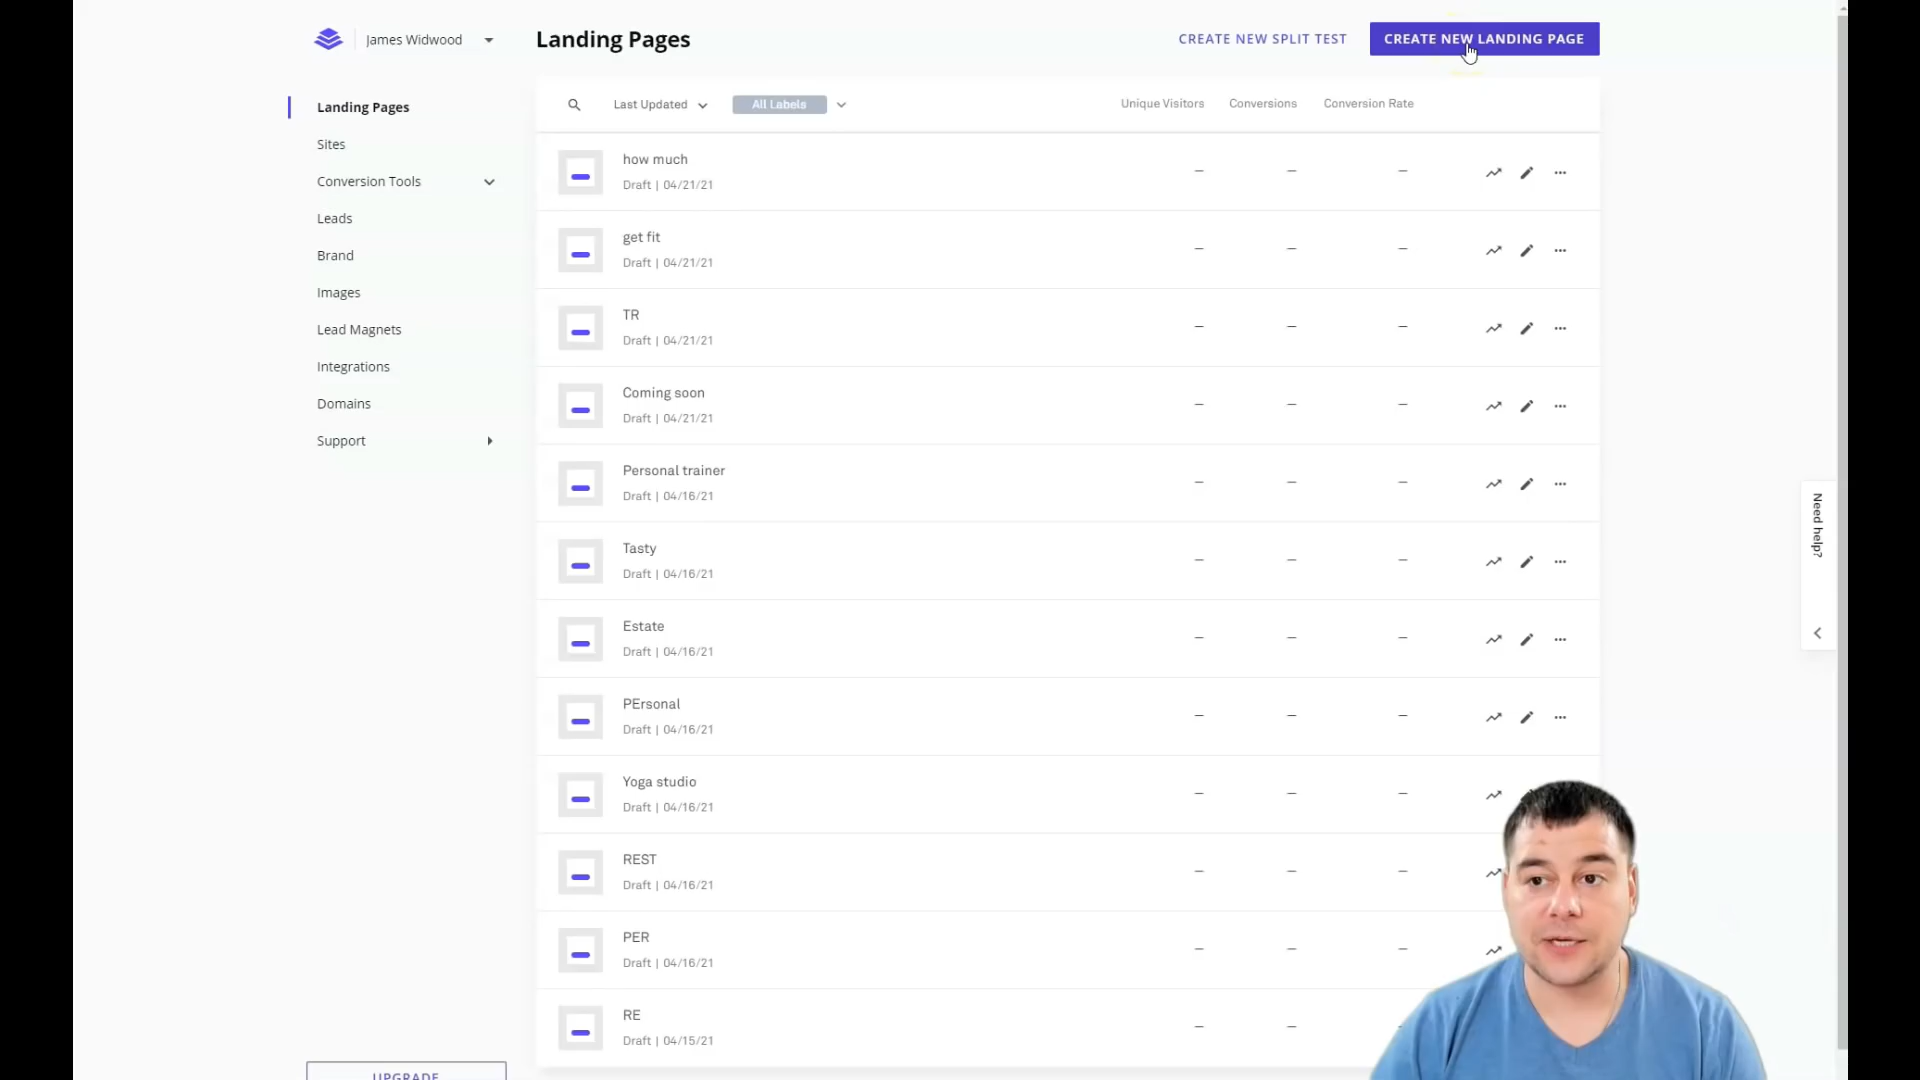 James Widwood
Landing Pages
CREATE NEW SPLIT TEST
CREATE NEW LANDING PAGE
Landing Pages
Sites
Conversion Tools
Leads
Brand
Images
Lead Magnets
Integrations
Domains
Support
UPGRADE
Last Updated
All Labels
Unique Visitors
Conversions
Conversion Rate
how much
Draft | 04/21/21
get fit
Draft | 04/21/21
TR
Draft | 04/21/21
Coming soon
Draft | 04/21/21
Personal trainer
Draft | 04/16/21
Tasty
Draft | 04/16/21
Estate
Draft | 04/16/21
PErsonal
Draft | 04/16/21
Yoga studio
Draft | 04/16/21
REST
Draft | 04/16/21
PER
Draft | 04/16/21
RE
Draft | 04/15/21
Need help?